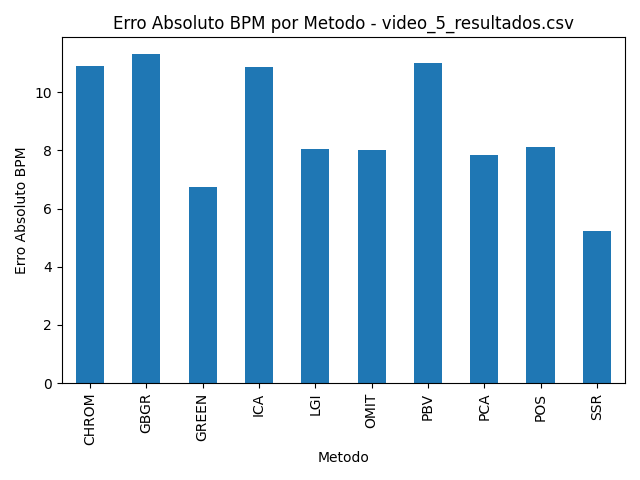 Erro Absoluto BPM por Metodo - video_5_resultados.csv
Erro Absoluto BPM
10
8
6
4
2
0
CHROM
GBGR
GREEN
ICA
LGI
OMIT
PBV
PCA
POS
SSR
Metodo